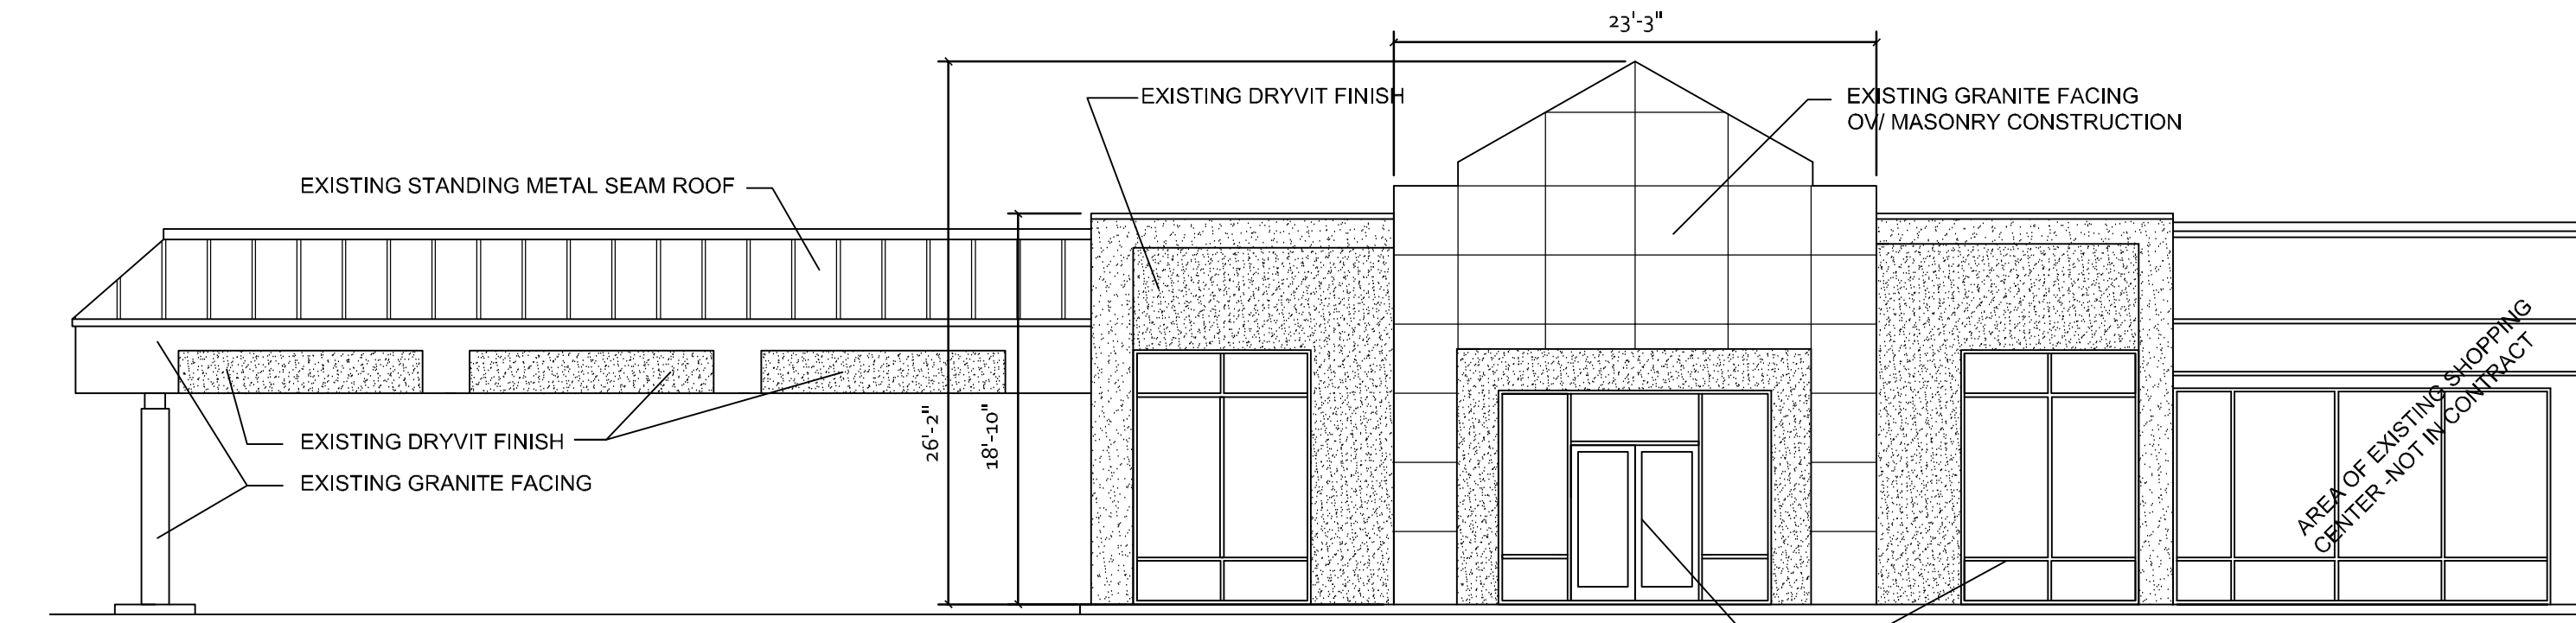 23'-3"
EXISTING DRYVIT FINISH
EXISTING GRANITE FACING
OV/ MASONRY CONSTRUCTION
EXISTING STANDING METAL SEAM ROOF
26'-2"
18'-10"
EXISTING DRYVIT FINISH
EXISTING GRANITE FACING
AREA OF EXISTING SHOPPING
CENTER -NOT IN CONTRACT